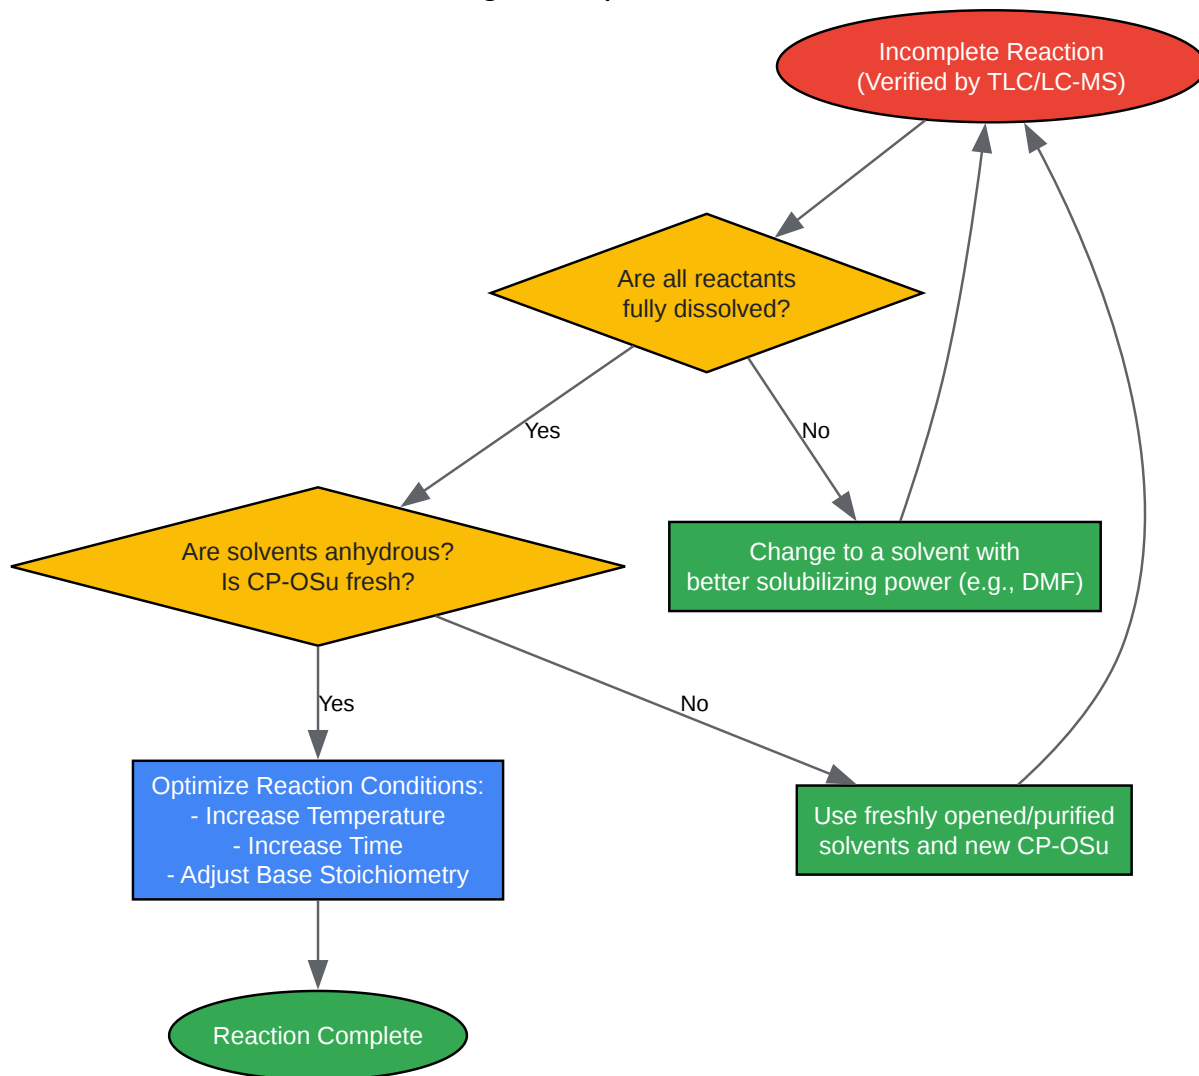 Incomplete Reaction
(Verified by TLC/LC-MS)
Are all reactants
fully dissolved?
Yes
No
Are solvents anhydrous?
Is CP-OSu fresh?
Change to a solvent with
better solubilizing power (e.g., DMF)
Yes
No
Optimize Reaction Conditions:
- Increase Temperature
- Increase Time
- Adjust Base Stoichiometry
Use freshly opened/purified
solvents and new CP-OSu
Reaction Complete